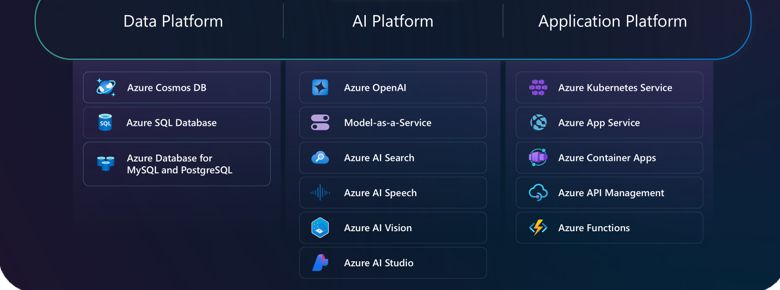 Data Platform
AI Platform
Application Platform
Azure Cosmos DB
SQL
Azure SQL Database
Azure Database for
MySQL and PostgreSQL
Azure OpenAI
Model-as-a-Service
Azure AI Search
Azure AI Speech
Azure AI Vision
Azure AI Studio
Azure Kubernetes Service
Azure App Service
Azure Container Apps
Azure API Management
Azure Functions